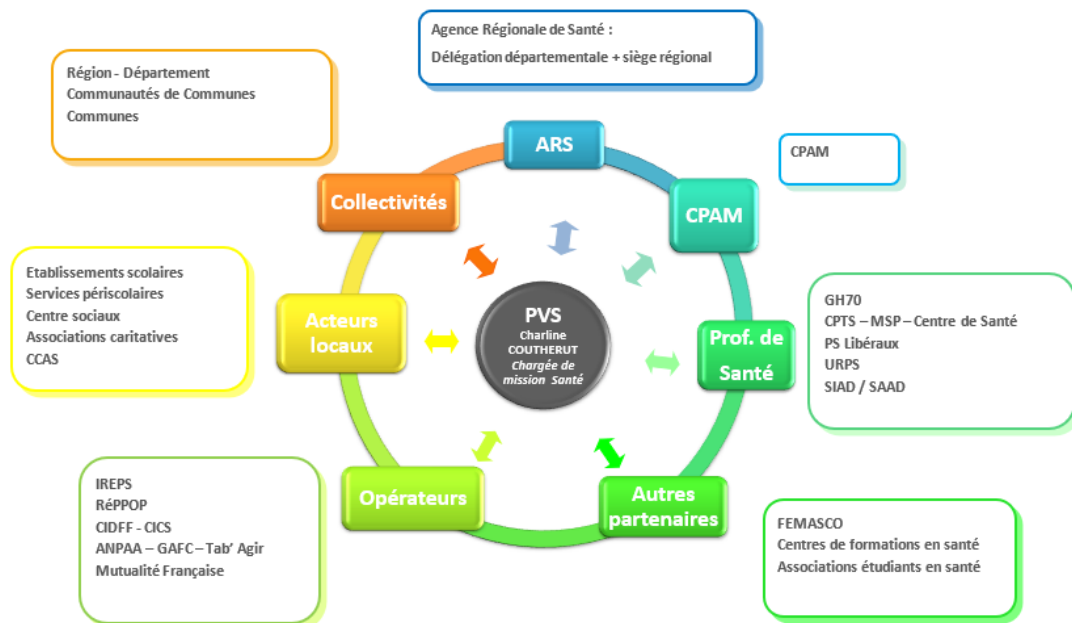 Agence Régionale de Santé :
Délégation départementale + siège régional
Région - Département
Communautés de Communes
Communes
ARS
CPAM
Collectivités
CPAM
Etablissements scolaires
Services périscolaires
Centre sociaux
Associations caritatives
CCAS
Acteurs
locaux
PVS
Charline
COUTHERUT
Chargée de
mission Santé
Prof. de
Santé
GH70
CPTS – MSP – Centre de Santé
PS Libéraux
URPS
SIAD / SAAD
IREPS
RéPPOP
CIDFF - CICS
ANPAA – GAFC – Tab’ Agir
Mutualité Française
Opérateurs
Autres
partenaires
FEMASCO
Centres de formations en santé
Associations étudiants en santé